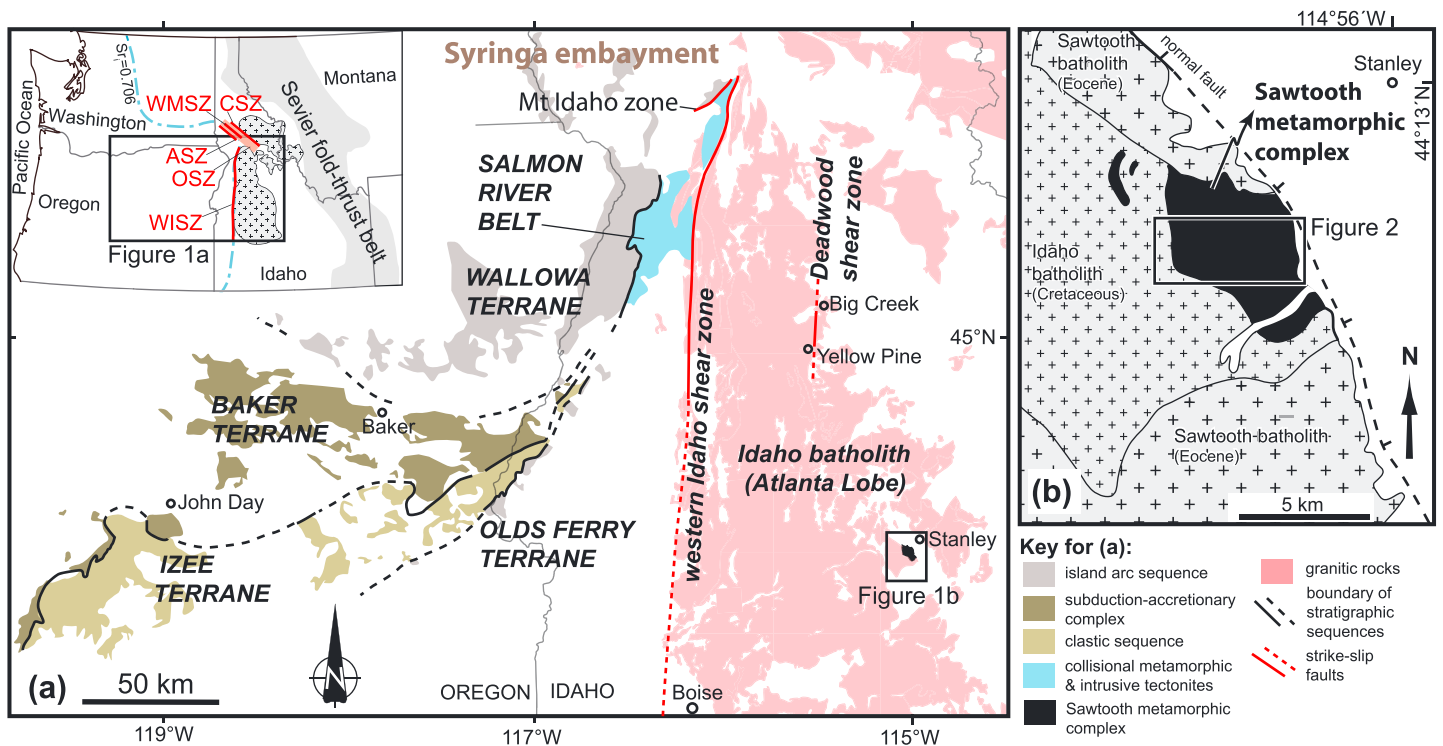 Syringa embayment
Mt Idaho zone
SALMON
RIVER
BELT
WALLOWA
TERRANE
BAKER
TERRANE
Baker
John Day
IZEE
TERRANE
OLDS FERRY
TERRANE
western Idaho shear zone
Deadwood
shear zone
Big Creek
Yellow Pine
Idaho batholith
(Atlanta Lobe)
Stanley
Figure 1b
Boise
OREGON
IDAHO
(a)
50 km
N
45°N
119°W
117°W
115°W
Pacific Ocean
Sri=0.706
Washington
Oregon
Idaho
Montana
Sevier fold-thrust belt
WMSZ
CSZ
ASZ
OSZ
WISZ
Figure 1a
114°56´W
44°13´N
Sawtooth
batholith
(Eocene)
normal fault
Stanley
Sawtooth
metamorphic
complex
Figure 2
Idaho
batholith
(Cretaceous)
Sawtooth batholith
(Eocene)
N
(b)
5 km
Key for (a):
island arc sequence
subduction-accretionary
complex
clastic sequence
collisional metamorphic
& intrusive tectonites
Sawtooth metamorphic
complex
granitic rocks
boundary of
stratigraphic
sequences
strike-slip
faults